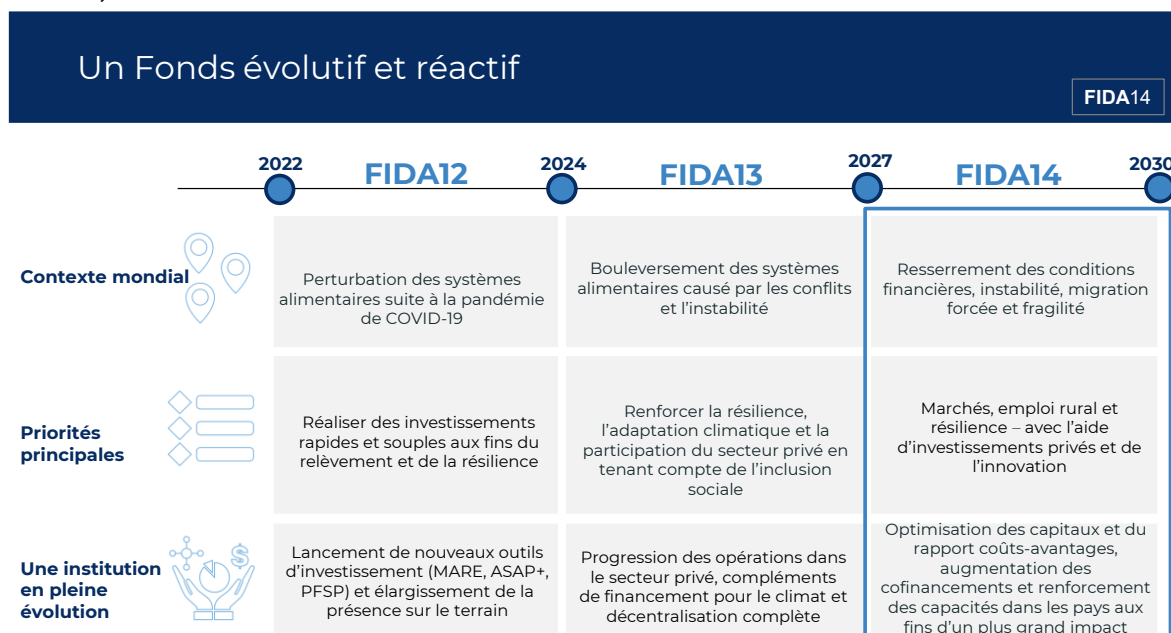 Un Fonds évolutif et réactif
FIDA14
2022
FIDA12
2024
FIDA13
2027
FIDA14
2030
Contexte mondial
Perturbation des systèmes
alimentaires suite à la pandémie
de COVID-19
Bouleversement des systèmes
alimentaires causé par les conflits
et l'instabilité
Resserrement des conditions
financières, instabilité, migration
forcée et fragilité
Priorités
principales
Réaliser des investissements
rapides et souples aux fins du
relèvement et de la résilience
Renforcer la résilience,
l'adaptation climatique et la
participation du secteur privé en
tenant compte de l'inclusion
sociale
Marchés, emploi rural et
résilience – avec l'aide
d'investissements privés et de
l'innovation
Une institution
en pleine
évolution
Lancement de nouveaux outils
d'investissement (MARE, ASAP+,
PFSP) et élargissement de la
présence sur le terrain
Progression des opérations dans
le secteur privé, compléments
de financement pour le climat et
décentralisation complète
Optimisation des capitaux et du
rapport coûts-avantages,
augmentation des
cofinancements et renforcement
des capacités dans les pays aux
fins d'un plus grand impact